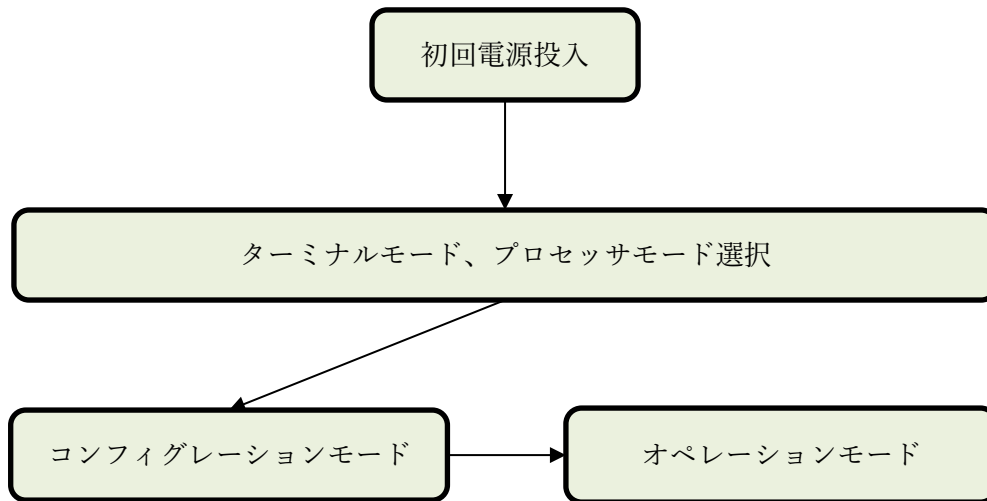 初回電源投入
ターミナルモード、プロセッサモード選択
コンフィグレーションモード
オペレーションモード